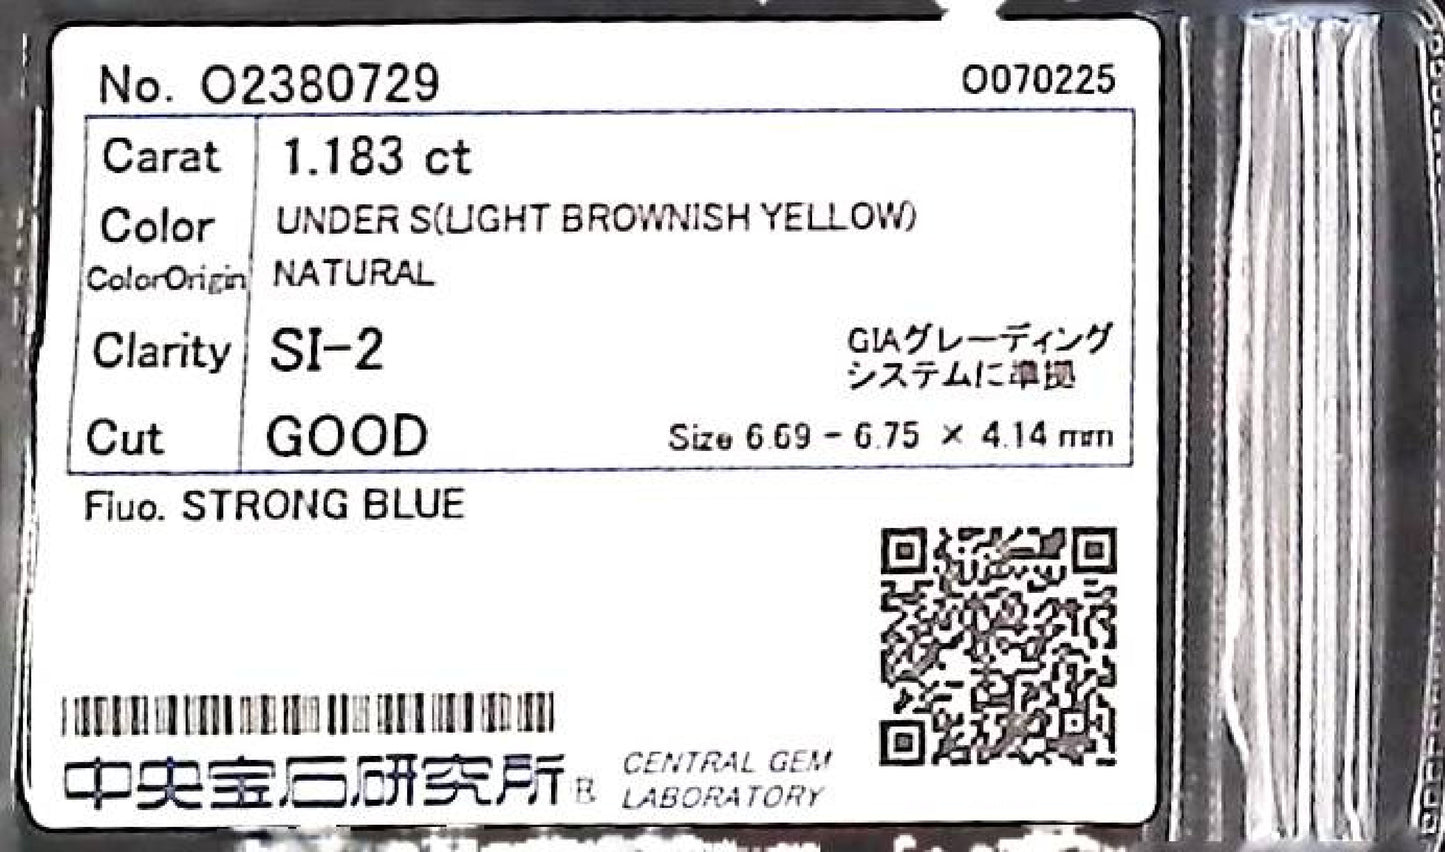 No. O2380729 O070225
Carat 1.183 ct
Color UNDER S(LIGHT BROWNISH YELLOW)
ColorOrigin NATURAL
Clarity SI-2
GIAグレーディング
システムに準拠
Cut GOOD Size 6.69 - 6.75 × 4.14 mm
Fluo. STRONG BLUE
中央宝石研究所 ® CENTRAL GEM
LABORATORY